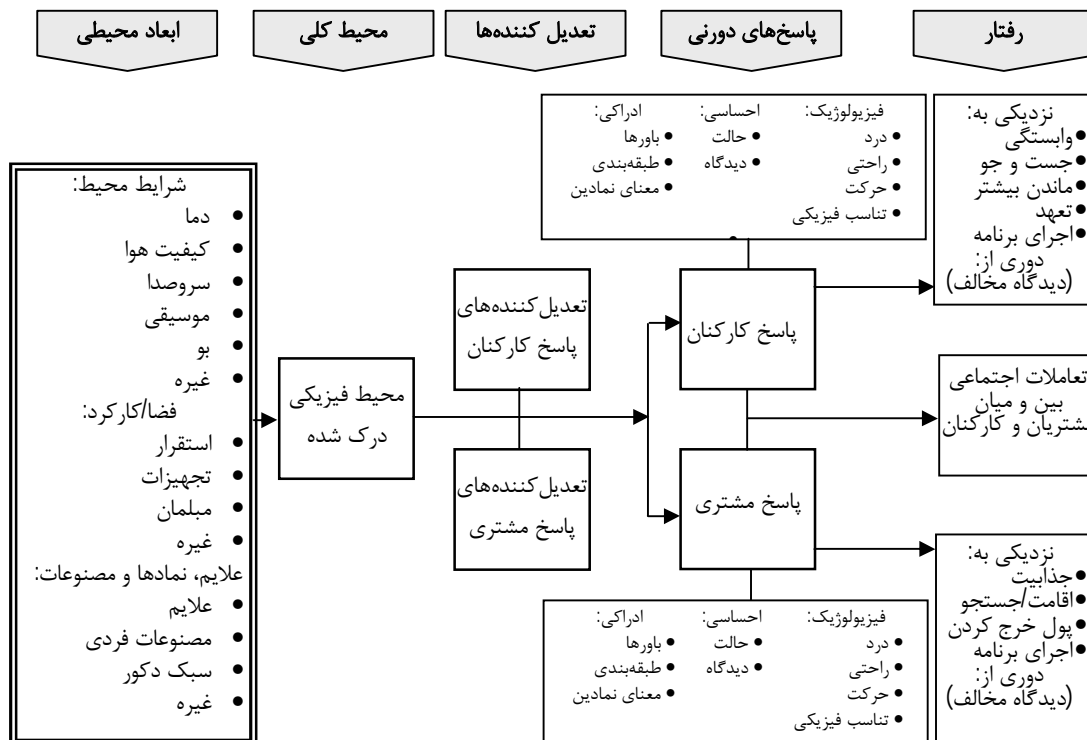 ابعاد محیطی
محیط کلی
تعدیل کننده‌ها
پاسخ‌های دورنی
رفتار
شرایط محیط:
• دما
• کیفیت هوا
• سروصدا
• موسیقی
• بو
• غیره
فضا/کارکرد:
• استقرار
• تجهیزات
• مبلمان
• غیره
علایم، نمادها و مصنوعات:
• علایم
• مصنوعات فردی
• سبک دکور
• غیره
محیط فیزیکی
درک شده
تعدیل‌کننده‌های
پاسخ کارکنان
تعدیل‌کننده‌های
پاسخ مشتری
ادراکی:
• باورها
• طبقه‌بندی
• معنای نمادین
احساسی:
• حالت
• دیدگاه
فیزیولوژیک:
• درد
• راحتی
• حرکت
• تناسب فیزیکی
•
پاسخ کارکنان
پاسخ مشتری
ادراکی:
• باورها
• طبقه‌بندی
• معنای نمادین
احساسی:
• حالت
• دیدگاه
فیزیولوژیک:
• درد
• راحتی
• حرکت
• تناسب فیزیکی
نزدیکی به:
•وابستگی
•جست و جو
•ماندن بیشتر
•تعهد
•اجرای برنامه
دوری از:
(دیدگاه مخالف)
تعاملات اجتماعی
بین و میان
شتریان و کارکنان
نزدیکی به:
•جذابیت
•اقامت/جستجو
•پول خرج کردن
•اجرای برنامه
دوری از:
(دیدگاه مخالف)